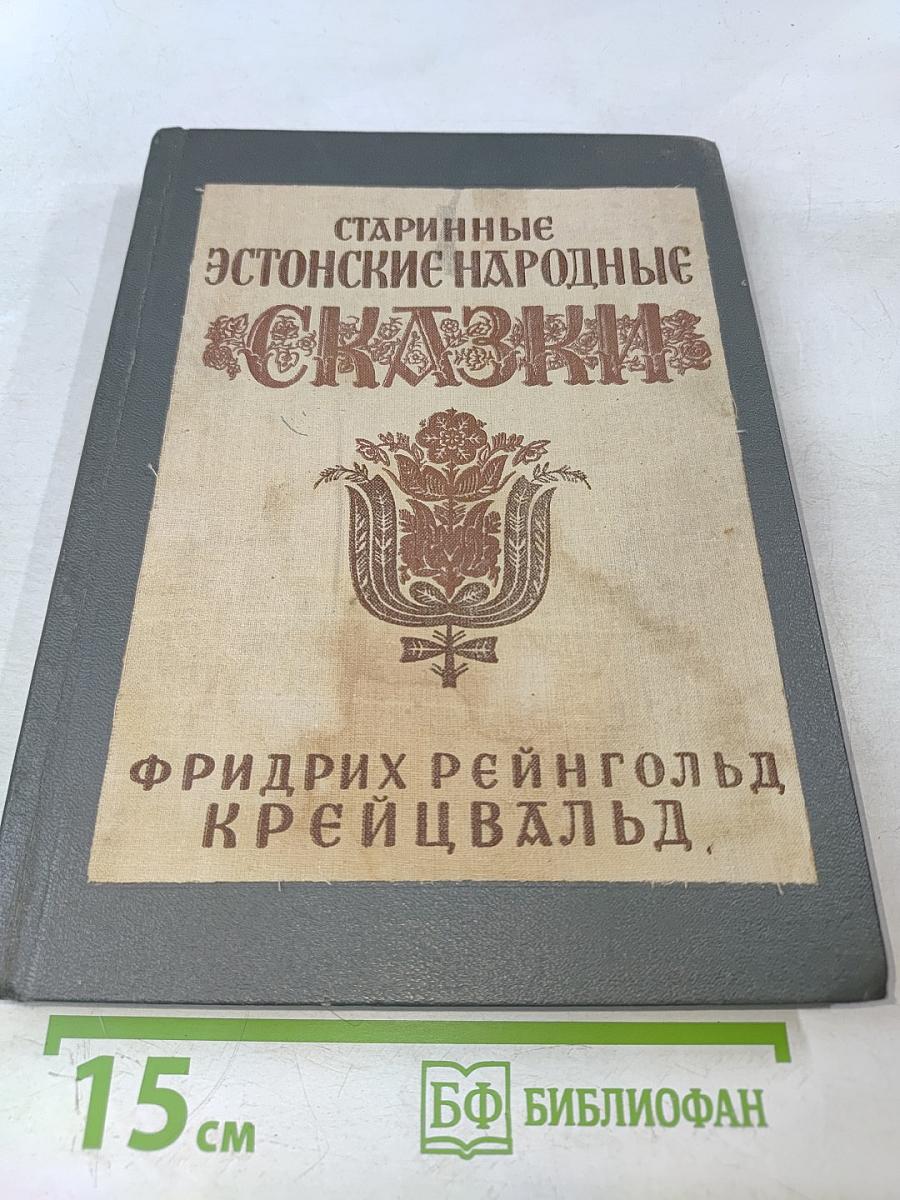 СТАРИННЫЕ
ЭСТОНСКИЕ НАРОДНЫЕ
СКАЗКИ
ФРИДРИХ РЕЙНГОЛЬД
КРЕЙЦВАЛЬД
15 см
БФ БИБЛИОФАН